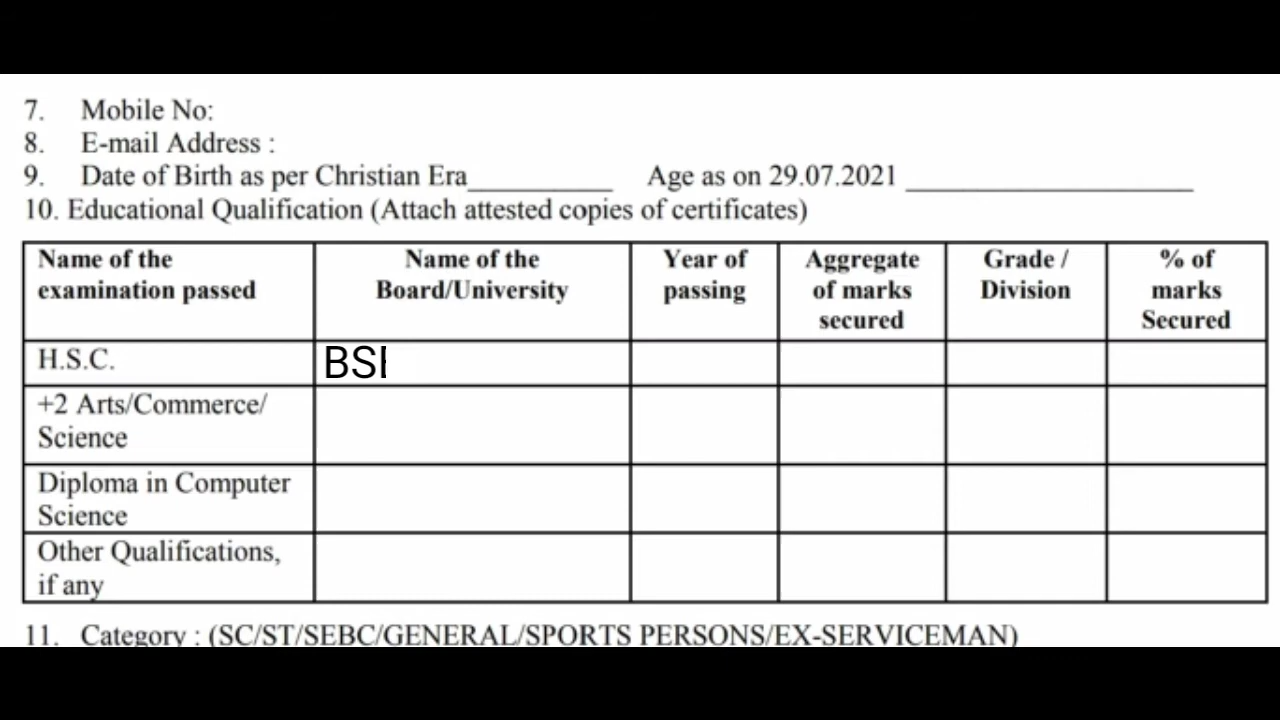 7. Mobile No:
8. E-mail Address :
9. Date of Birth as per Christian Era__________ Age as on 29.07.2021 ____________________
10. Educational Qualification (Attach attested copies of certificates)
Name of the examination passed Name of the Board/University Year of passing Aggregate of marks secured Grade / Division % of marks Secured
H.S.C. BS
+2 Arts/Commerce/
Science
Diploma in Computer
Science
Other Qualifications,
if any
11. Category : (SC/ST/SEBC/GENERAL/SPORTS PERSONS/EX-SERVICEMAN)